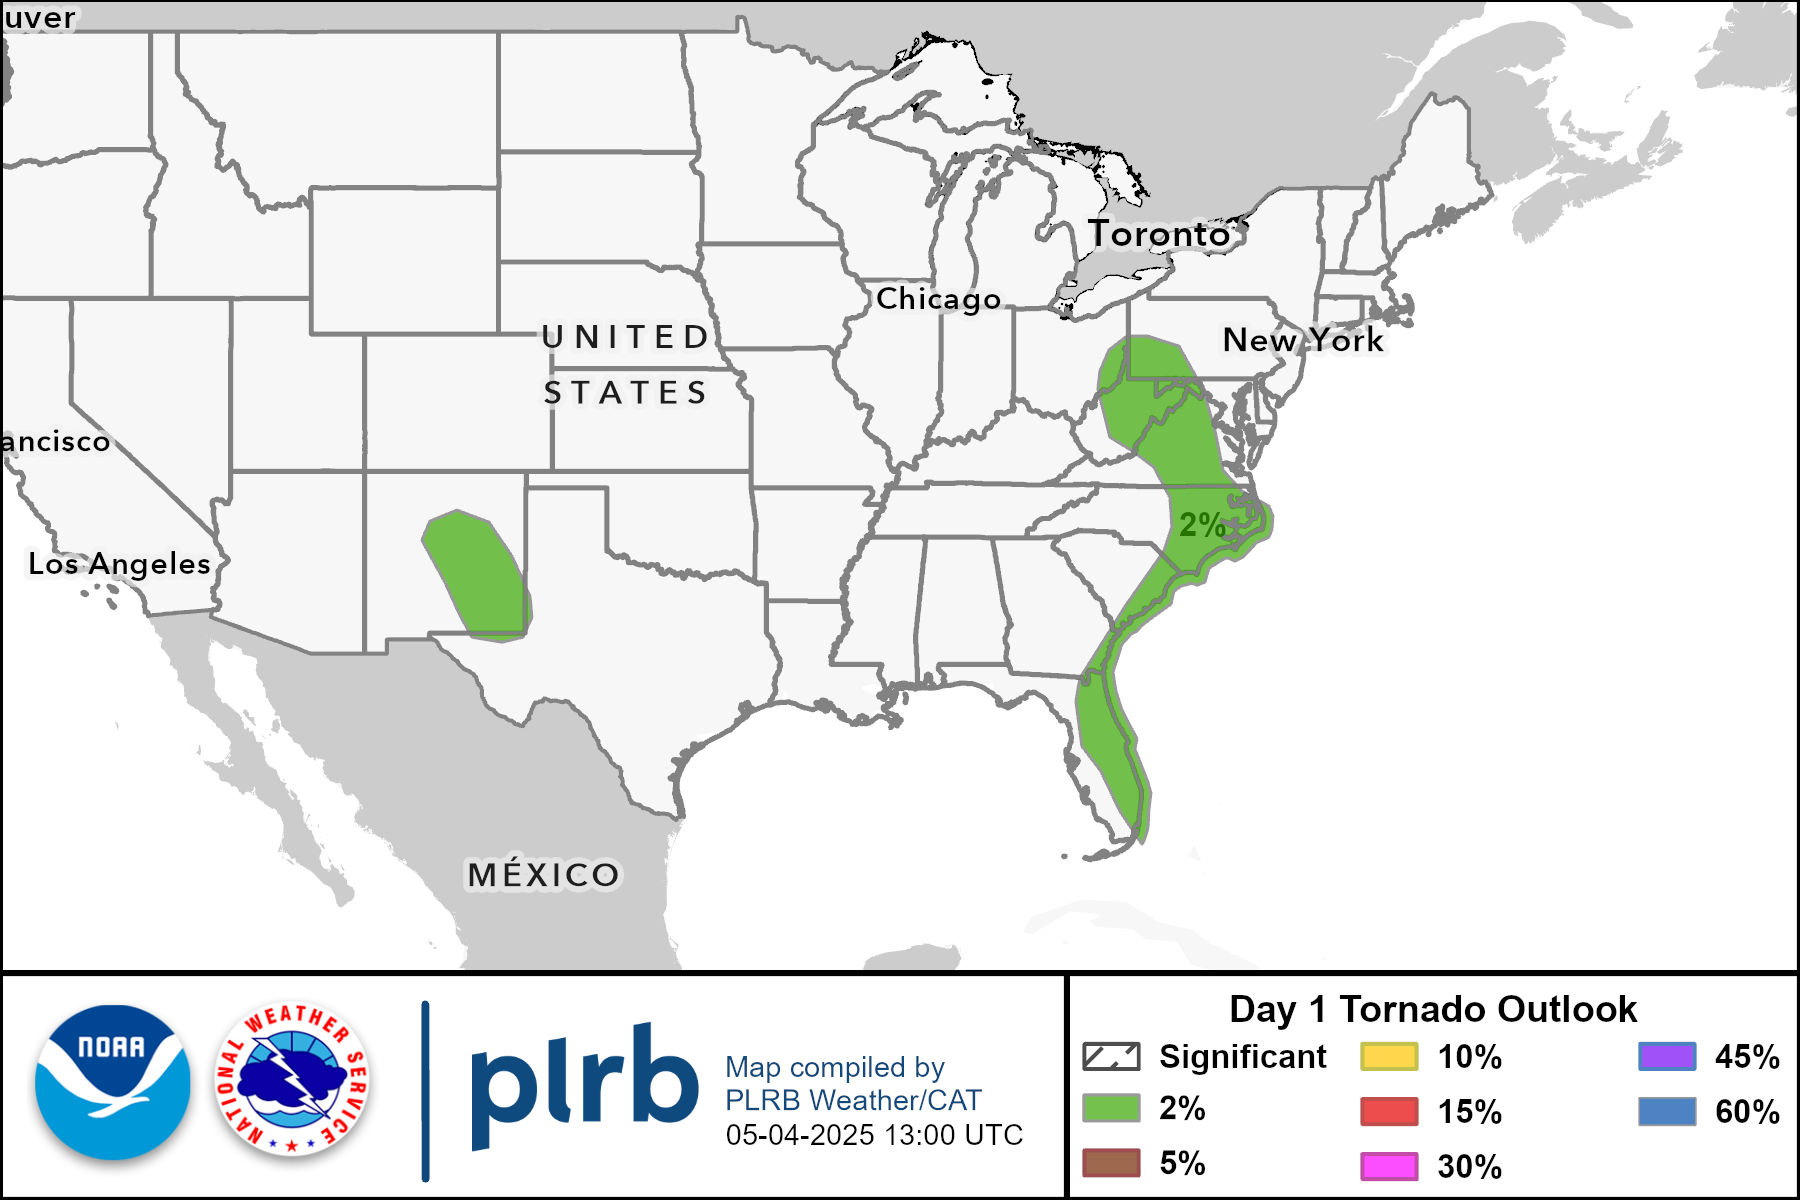 uver
Toronto
Chicago
UNITED
New York
STATES
ancisco
2%
Los Angeles
MÉXICO
NOAA
NATIONAL WEATHER SERVICE
plrb
Map compiled by
PLRB Weather/CAT
05-04-2025 13:00 UTC
Day 1 Tornado Outlook
Significant
2%
5%
10%
15%
30%
45%
60%